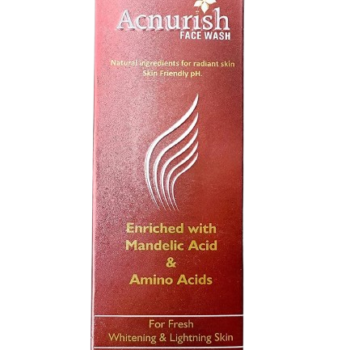 Acnurish
FACE WASH
Natural ingredients for radiant skin
Skin Friendly pH.
Enriched with
Mandelic Acid
&
Amino Acids
For Fresh
Whitening & Lightning Skin